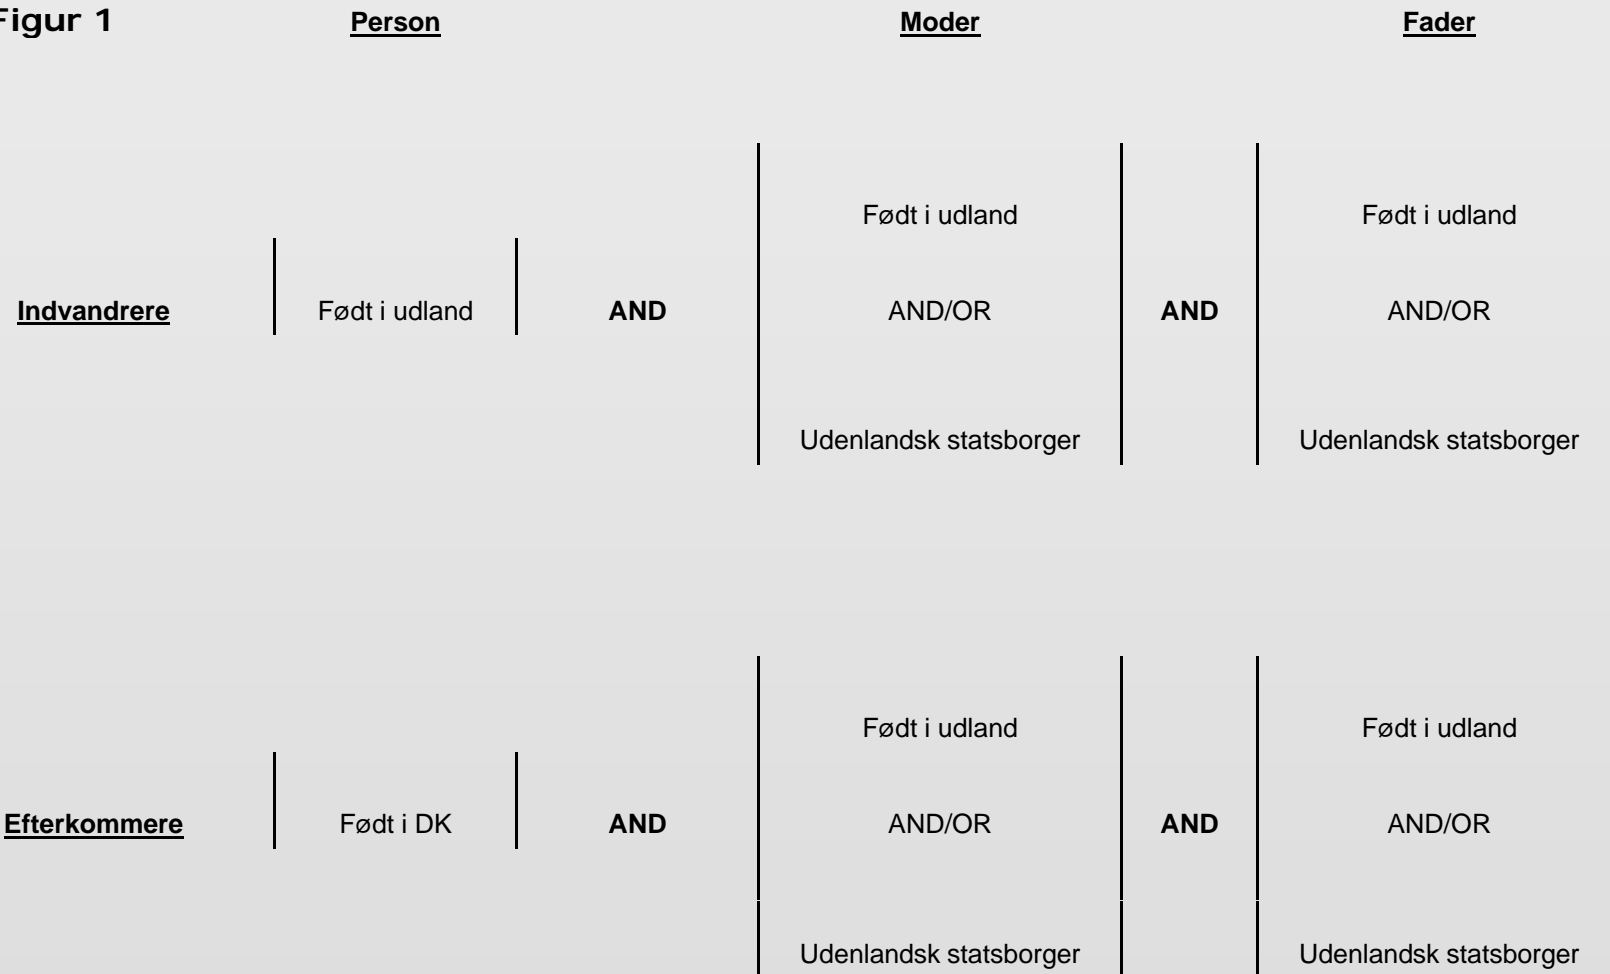 Figur 1 Person Moder Fader
Født i udland Født i udland
Indvandrere Født i udland AND AND/OR AND AND/OR
Udenlandsk statsborger Udenlandsk statsborger
Født i udland Født i udland
Efterkommere Født i DK AND AND/OR AND AND/OR
Udenlandsk statsborger Udenlandsk statsborger